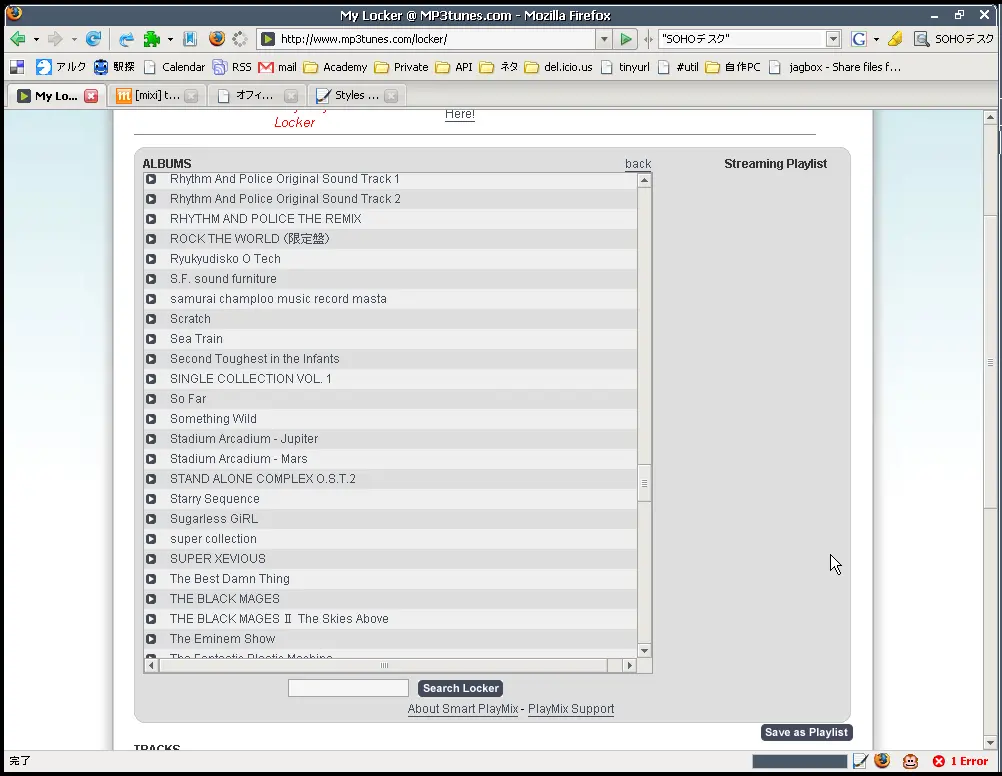 My Locker @ MP3tunes.com - Mozilla Firefox
http://www.mp3tunes.com/locker/ "SOHOデスク" G SOHOデスク
アルク 駅探 Calendar RSS mail Academy Private API ネタ del.icio.us tinyurl #util 自作PC jagbox - Share files f...
My Lo... [mixi] t... オフィ... Styles ...
Locker
Here!
ALBUMS back Streaming Playlist
Rhythm And Police Original Sound Track 1
Rhythm And Police Original Sound Track 2
RHYTHM AND POLICE THE REMIX
ROCK THE WORLD (限定盤)
Ryukyudisko O Tech
S.F. sound furniture
samurai champloo music record masta
Scratch
Sea Train
Second Toughest in the Infants
SINGLE COLLECTION VOL. 1
So Far
Something Wild
Stadium Arcadium - Jupiter
Stadium Arcadium - Mars
STAND ALONE COMPLEX O.S.T.2
Starry Sequence
Sugarless GiRL
super collection
SUPER XEVIOUS
The Best Damn Thing
THE BLACK MAGES
THE BLACK MAGES Ⅱ The Skies Above
The Eminem Show
The Fantastic Plastic Machine
Search Locker
About Smart PlayMix - PlayMix Support
Save as Playlist
TRACKS
完了 1 Error